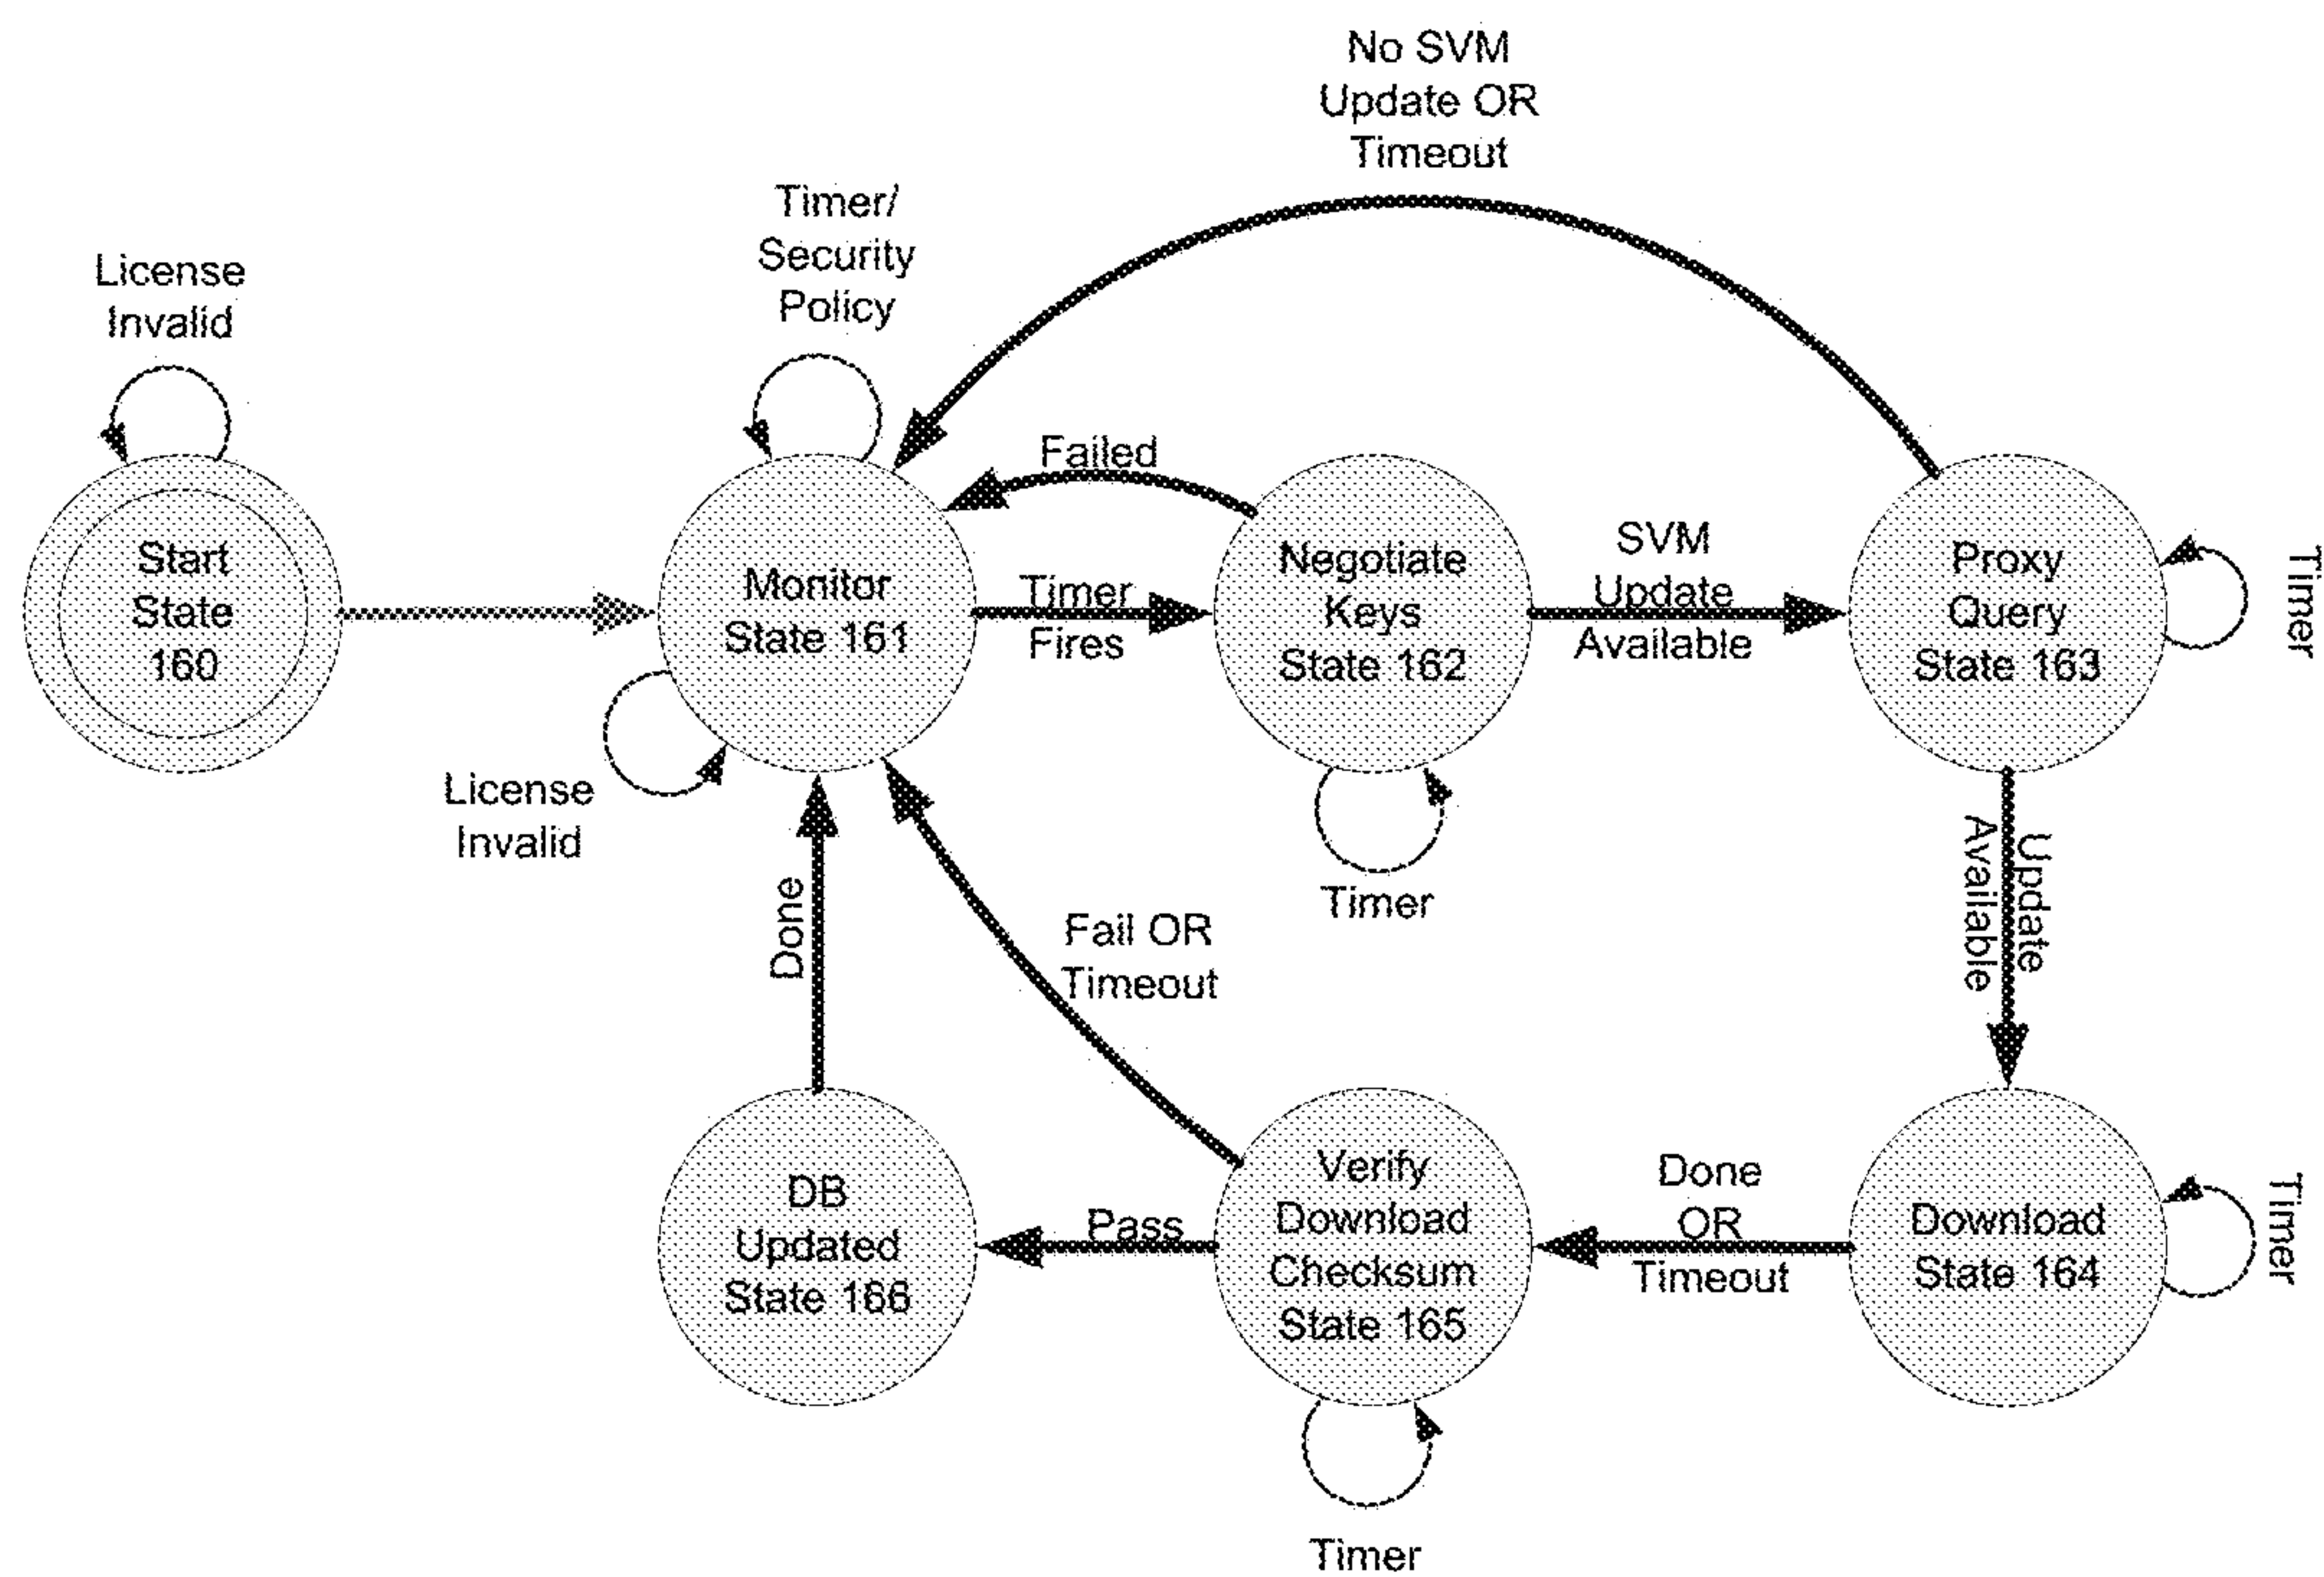 No SVM
Update OR
Timeout
Timer/
Security
Policy
License
Invalid
Failed
Start
State
160
Monitor
State 161
Timer
Fires
Negotiate
Keys
State 162
SVM
Update
Available
Proxy
Query
State 163
Timer
License
Invalid
Timer
Update
Available
Done
Fail OR
Timeout
DB
Updated
State 166
Pass
Verify
Download
Checksum
State 165
Done
OR
Timeout
Download
State 164
Timer
Timer